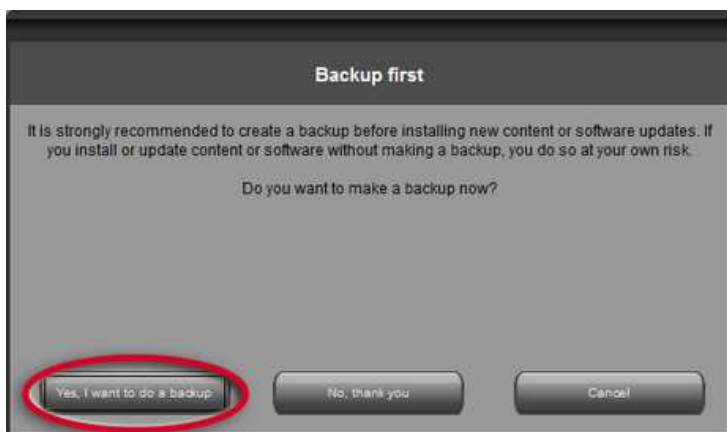 Backup first
It is strongly recommended to create a backup before installing new content or software updates. If
you install or update content or software without making a backup, you do so at your own risk.
Do you want to make a backup now?
Yes, I want to do a backup
No, thank you
Cancel